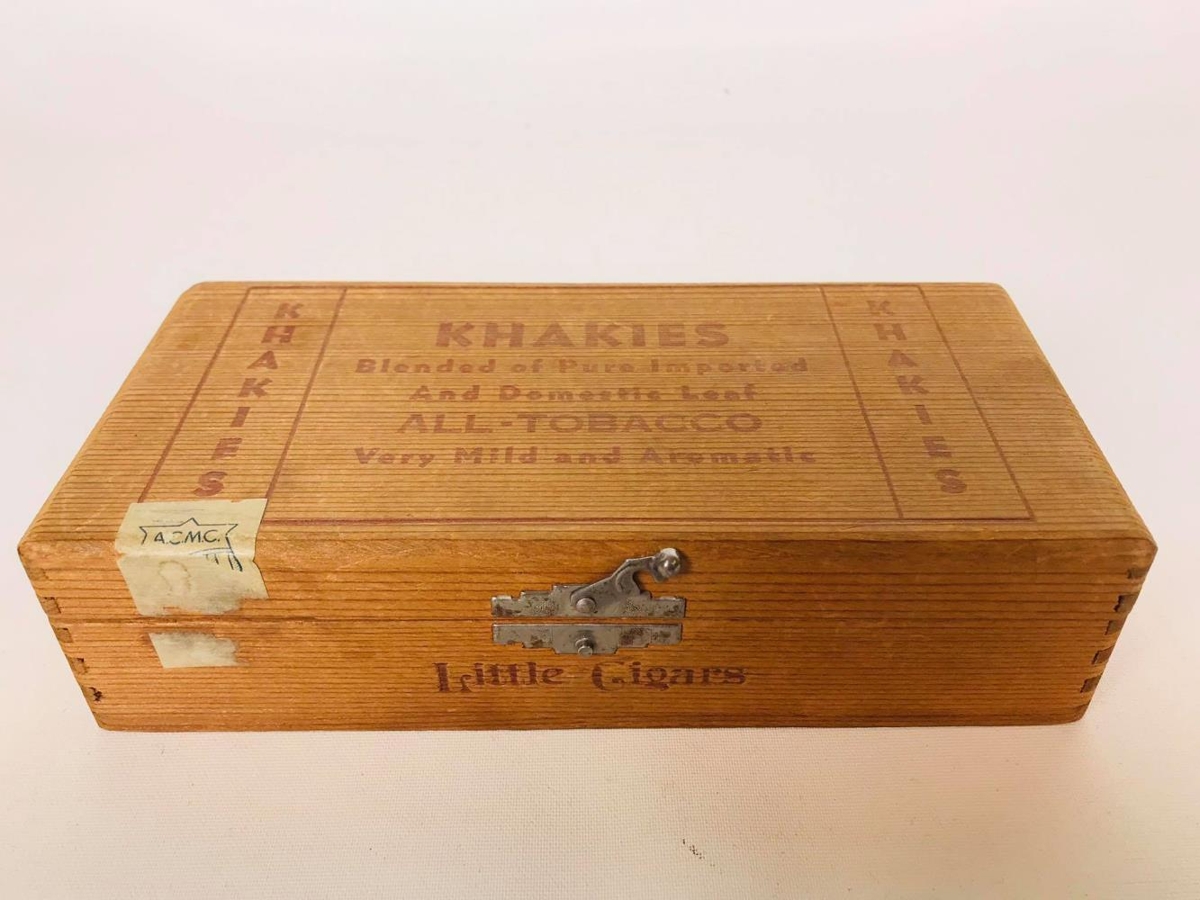 KHAKIES
KHAKIES
Blended of Pure Imported
And Domestic Leaf
ALL-TOBACCO
Very Mild and Aromatic
KHAKIES
A.C.M.C.
Little Cigars